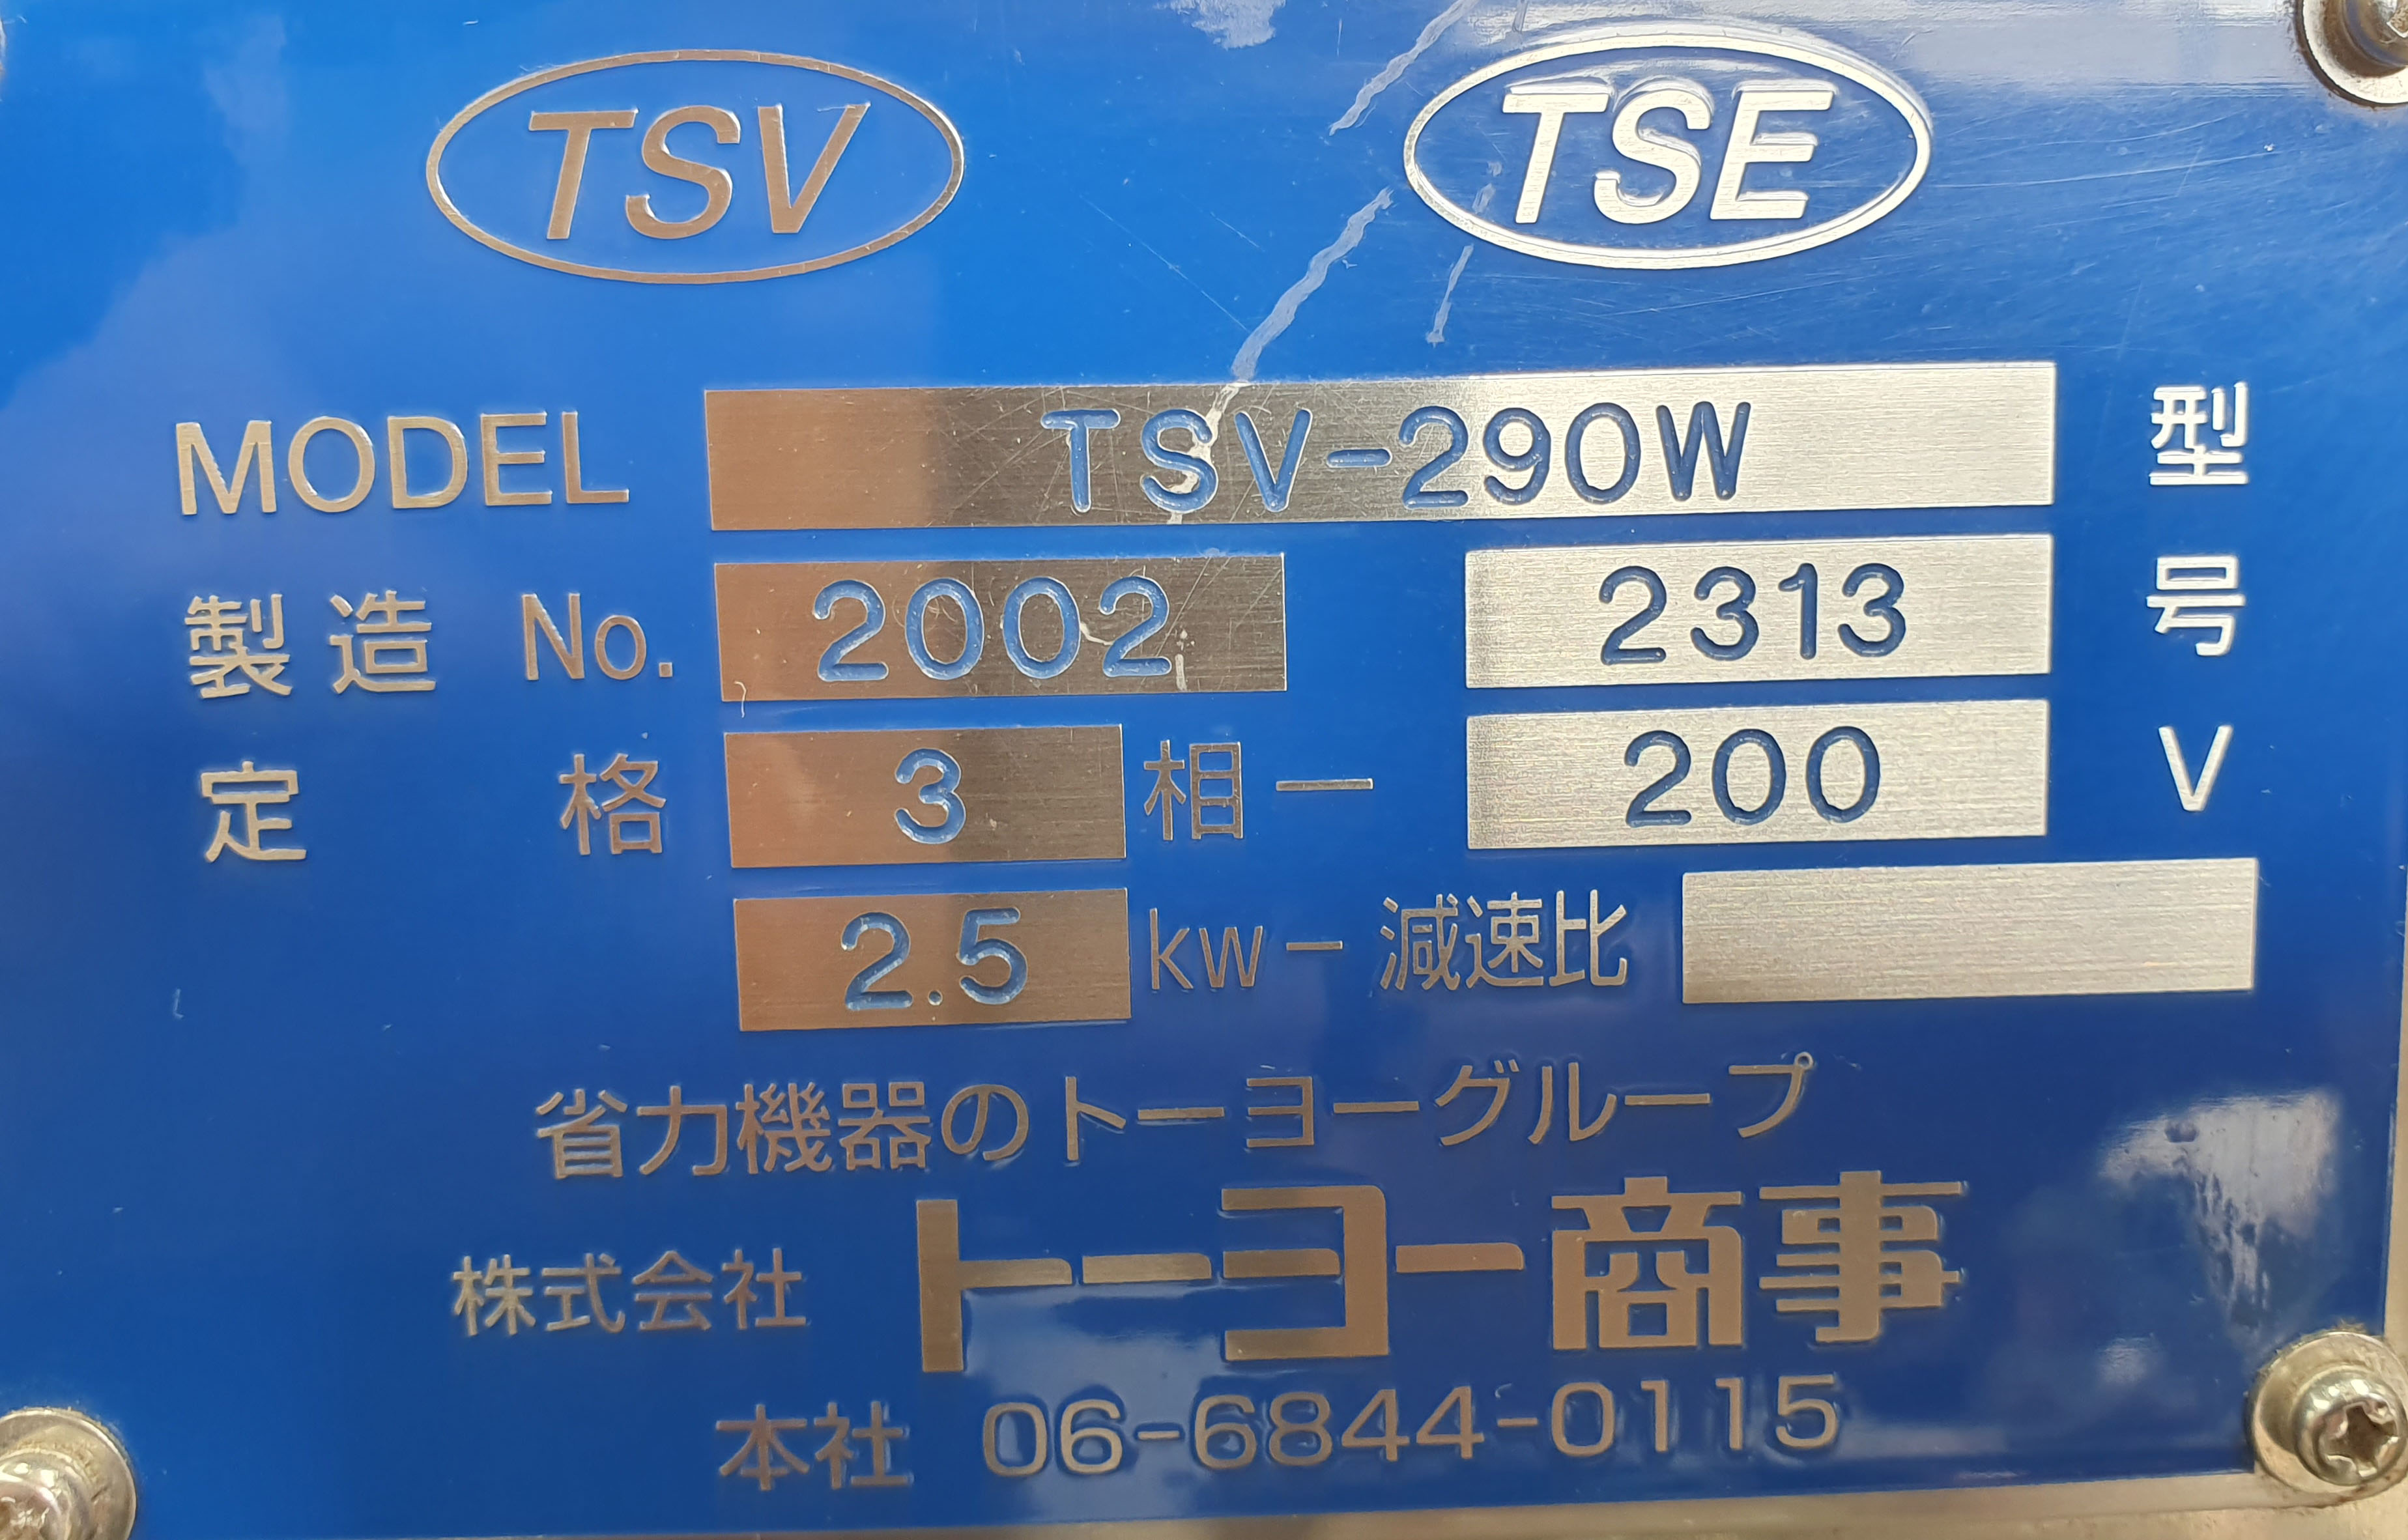 TSV TSE
MODEL TSV-290W 型
製造 No. 2002 2313 号
定格 3 相 － 200 V
2.5 kw － 減速比
省力機器のトーヨーグループ
株式会社 トーヨー商事
本社 06-6844-0115